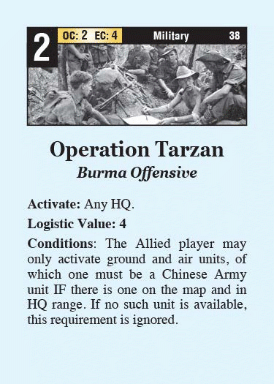 2
OC: 2 EC: 4
Military
38
Operation Tarzan
Burma Offensive
Activate: Any HQ.
Logistic Value: 4
Conditions: The Allied player may
only activate ground and air units, of
which one must be a Chinese Army
unit IF there is one on the map and in
HQ range. If no such unit is available,
this requirement is ignored.